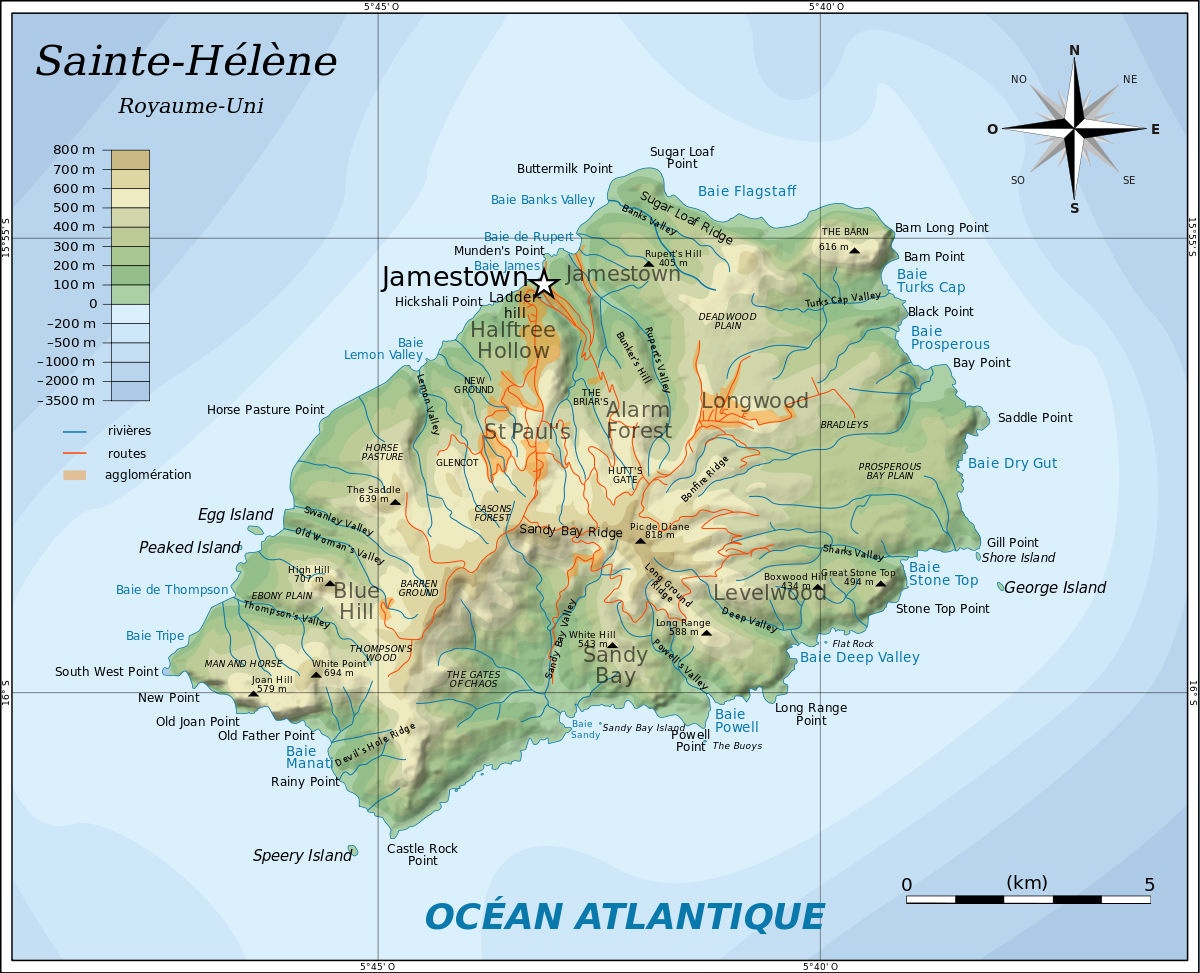 5°45' O
5°40' O
Sainte-Hélène
Royaume-Uni
800 m
700 m
600 m
500 m
400 m
300 m
200 m
100 m
0
–200 m
–500 m
–1000 m
–2000 m
–3500 m
rivières
routes
agglomération
N
NO
NE
O
E
SO
SE
S
15°55' S
15°55' S
Sugar Loaf
Point
Buttermilk Point
Baie Flagstaff
Baie Banks Valley
Sugar Loaf Ridge
Banks Valley
Barn Long Point
THE BARN
616 m
Baie de Rupert
Munden's Point
Rupert's Hill
405 m
Barn Point
Baie James
Jamestown
Jamestown
Baie
Turks Cap
Hickshali Point
Ladder-
hill
Turks Cap Valley
Black Point
Halftree
Hollow
DEADWOOD
PLAIN
Baie
Prosperous
Baie
Lemon Valley
Bunker's Hill
Rupert's Valley
Bay Point
Lemon Valley
NEW
GROUND
THE
BRIAR'S
Horse Pasture Point
Alarm
Forest
Longwood
Saddle Point
St Paul's
BRADLEYS
HORSE
PASTURE
GLENCOT
HUTT'S
GATE
Bonfire Ridge
PROSPEROUS
BAY PLAIN
Baie Dry Gut
The Saddle
639 m
CASONS
FOREST
Egg Island
Swanley Valley
Old Woman's Valley
Sandy Bay Ridge
Pic de Diane
818 m
Peaked Island
Gill Point
Shore Island
Sharks Valley
High Hill
707 m
Baie
Stone Top
George Island
Boxwood Hill
434 m
Great Stone Top
494 m
Baie de Thompson
EBONY PLAIN
Blue
Hill
BARREN
GROUND
Long Ground
Ridge
Levelwood
Thompson's Valley
Stone Top Point
Deep Valley
Baie Tripe
Sandy Bay Valley
White Hill
543 m
Long Range
588 m
Flat Rock
Baie Deep Valley
THOMPSON'S
WOOD
Sandy
Bay
Powell's Valley
MAN AND HORSE
White Point
694 m
South West Point
Joan Hill
579 m
THE GATES
OF CHAOS
16° S
16° S
New Point
Long Range
Point
Old Joan Point
Baie
Powell
Old Father Point
Devil's Hole Ridge
Baie
Sandy
Sandy Bay Island
Powell
Point
The Buoys
Baie
Manati
Rainy Point
Speery Island
Castle Rock
Point
OCÉAN ATLANTIQUE
0
(km)
5
5°45' O
5°40' O